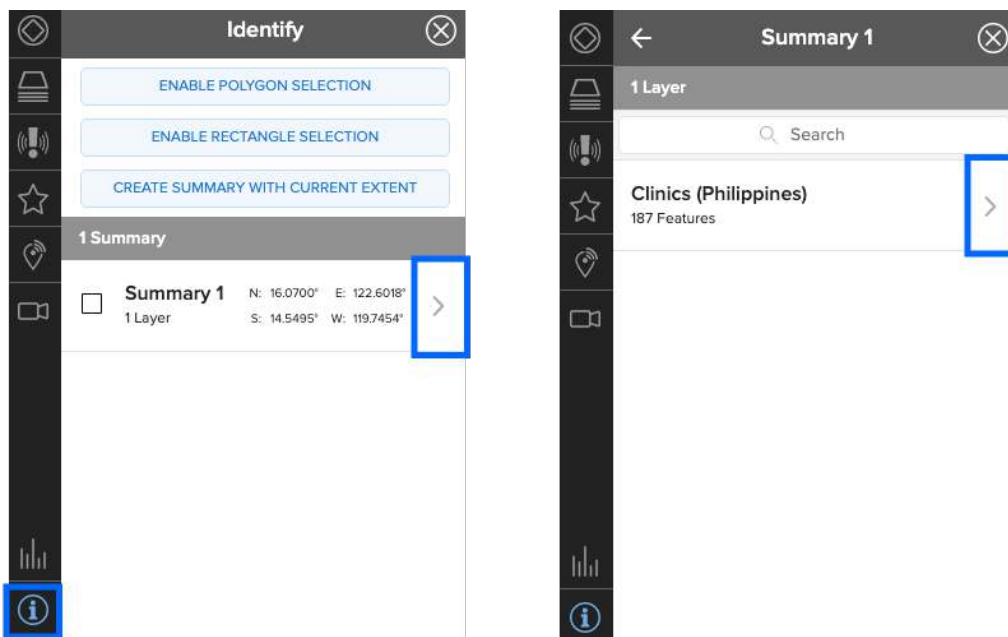 Identify
ENABLE POLYGON SELECTION
ENABLE RECTANGLE SELECTION
CREATE SUMMARY WITH CURRENT EXTENT
1 Summary
Summary 1 N: 16.0700° E: 122.6018°
1 Layer S: 14.5495° W: 119.7454°
Summary 1
1 Layer
Search
Clinics (Philippines)
187 Features